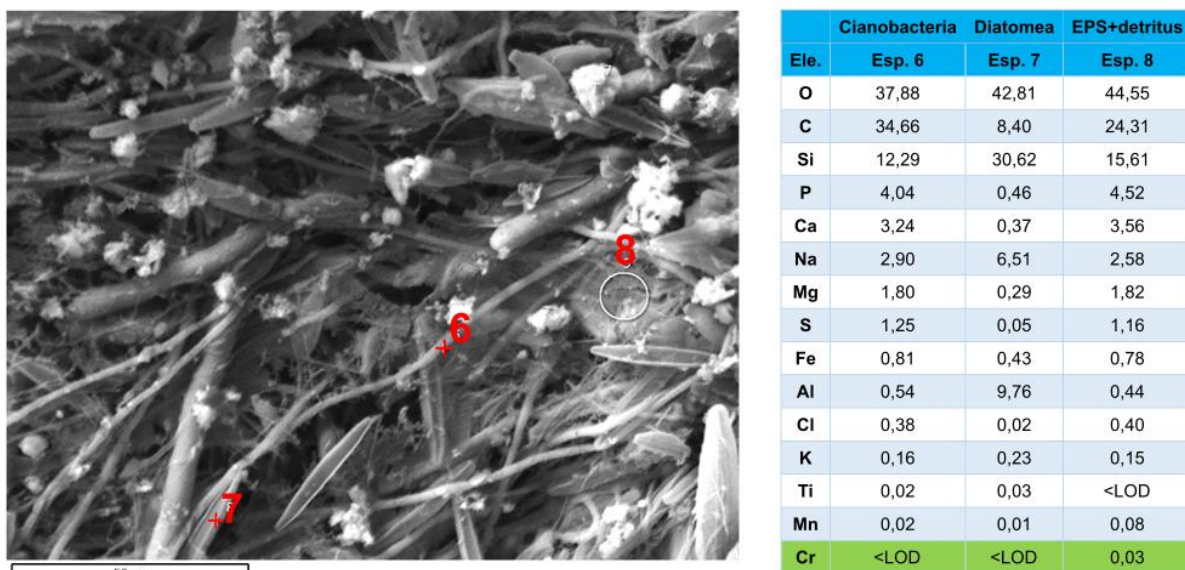 8
6
7
Cianobacteria Diatomea EPS+detritus
Ele. Esp. 6 Esp. 7 Esp. 8
O 37,88 42,81 44,55
C 34,66 8,40 24,31
Si 12,29 30,62 15,61
P 4,04 0,46 4,52
Ca 3,24 0,37 3,56
Na 2,90 6,51 2,58
Mg 1,80 0,29 1,82
S 1,25 0,05 1,16
Fe 0,81 0,43 0,78
Al 0,54 9,76 0,44
Cl 0,38 0,02 0,40
K 0,16 0,23 0,15
Ti 0,02 0,03 <LOD
Mn 0,02 0,01 0,08
Cr <LOD <LOD 0,03